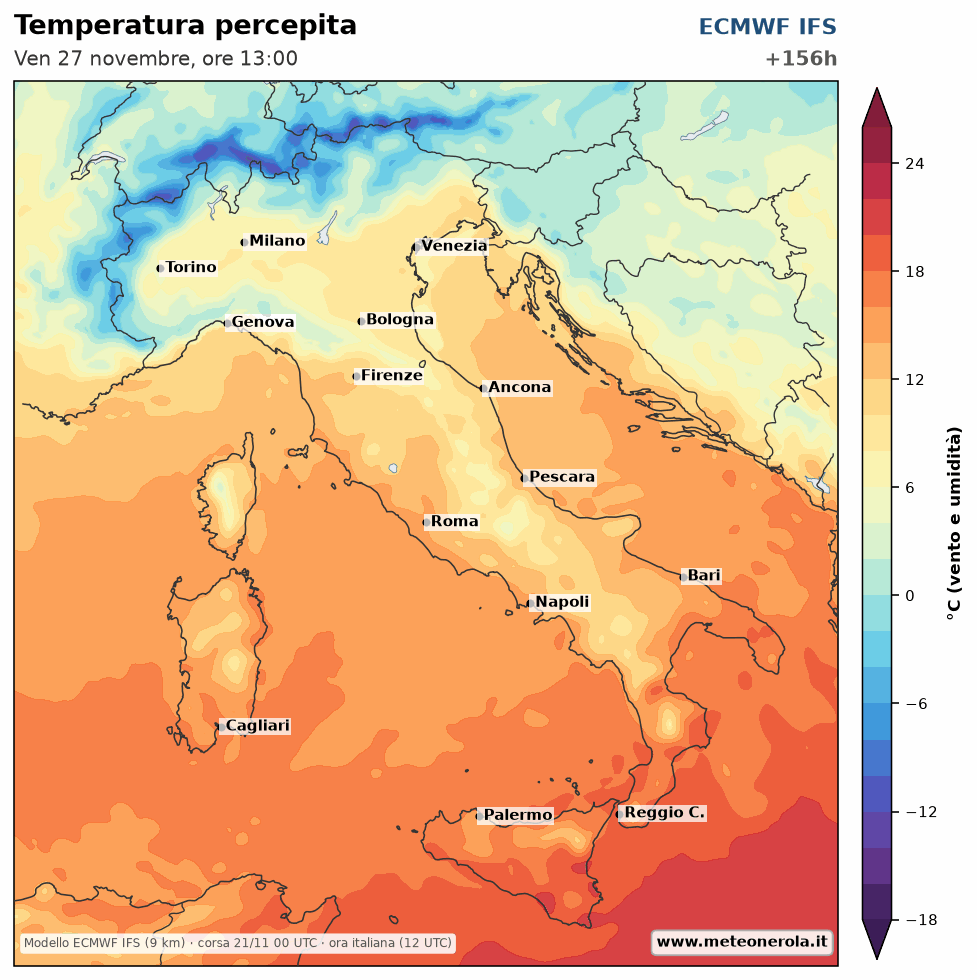 Temperatura percepita
ECMWF IFS
Ven 27 novembre, ore 13:00
+156h
Milano
Venezia
Torino
Genova
Bologna
Firenze
Ancona
Pescara
Roma
Bari
Napoli
Cagliari
Palermo
Reggio C.
24
18
12
6
0
−6
−12
−18
°C (vento e umidità)
Modello ECMWF IFS (9 km) · corsa 21/11 00 UTC · ora italiana (12 UTC)
www.meteonerola.it